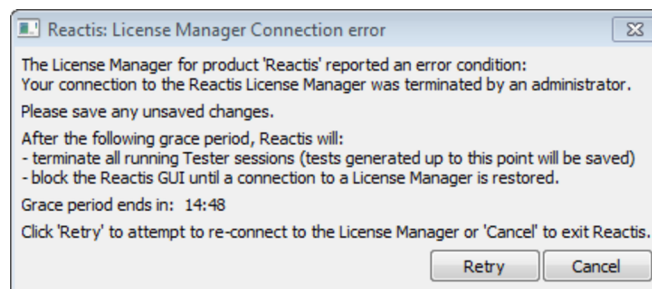 Reactis: License Manager Connection error
The License Manager for product 'Reactis' reported an error condition:
Your connection to the Reactis License Manager was terminated by an administrator.
Please save any unsaved changes.
After the following grace period, Reactis will:
- terminate all running Tester sessions (tests generated up to this point will be saved)
- block the Reactis GUI until a connection to a License Manager is restored.
Grace period ends in: 14:48
Click 'Retry' to attempt to re-connect to the License Manager or 'Cancel' to exit Reactis.
Retry Cancel